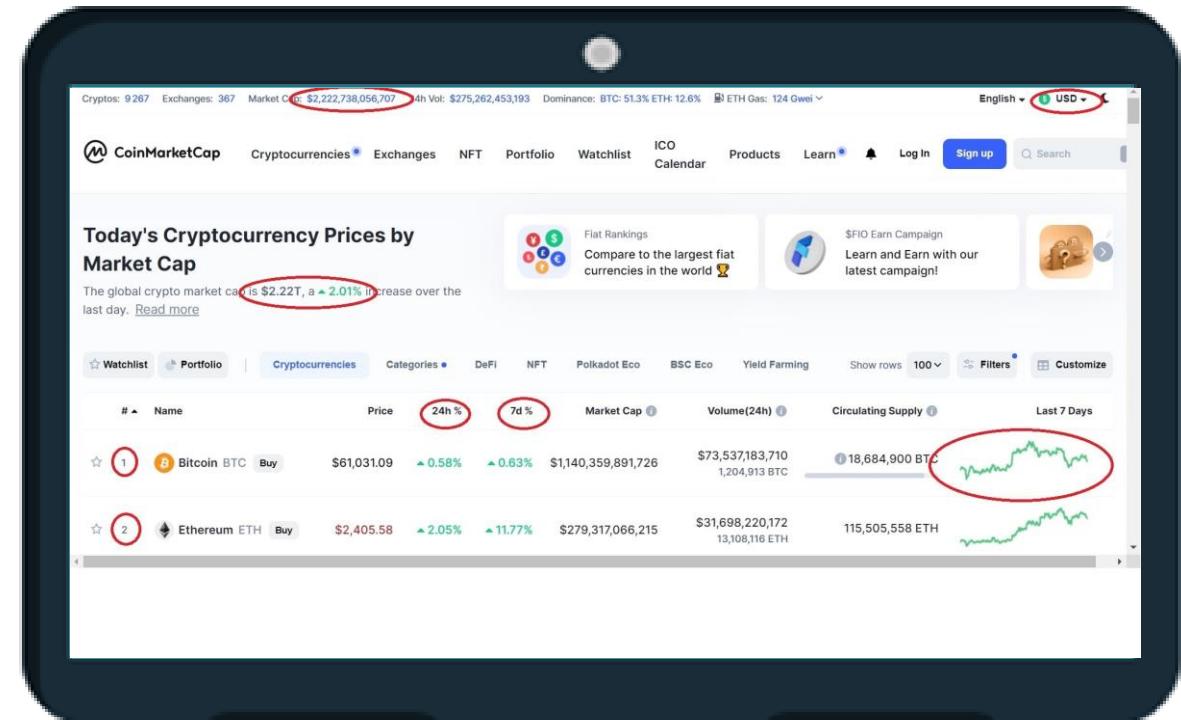 Cryptos: 9267 Exchanges: 367 Market Cap: $2,222,738,056,707 24h Vol: $275,262,453,193 Dominance: BTC: 51.3% ETH: 12.6% ETH Gas: 124 Gwei English USD
CoinMarketCap Cryptocurrencies Exchanges NFT Portfolio Watchlist ICO Calendar Products Learn Log In Sign up Search
Today's Cryptocurrency Prices by
Market Cap
The global crypto market cap is $2.22T, a 2.01% increase over the
last day. Read more
Fiat Rankings
Compare to the largest fiat
currencies in the world
$FIO Earn Campaign
Learn and Earn with our
latest campaign!
Watchlist Portfolio Cryptocurrencies Categories DeFi NFT Polkadot Eco BSC Eco Yield Farming Show rows 100 Filters Customize
# Name Price 24h % 7d % Market Cap Volume(24h) Circulating Supply Last 7 Days
1 Bitcoin BTC Buy $61,031.09 0.58% 0.63% $1,140,359,891,726 $73,537,183,710 18,684,900 BTC
1,204,913 BTC
2 Ethereum ETH Buy $2,405.58 2.05% 11.77% $279,317,066,215 $31,698,220,172 115,505,558 ETH
13,108,116 ETH